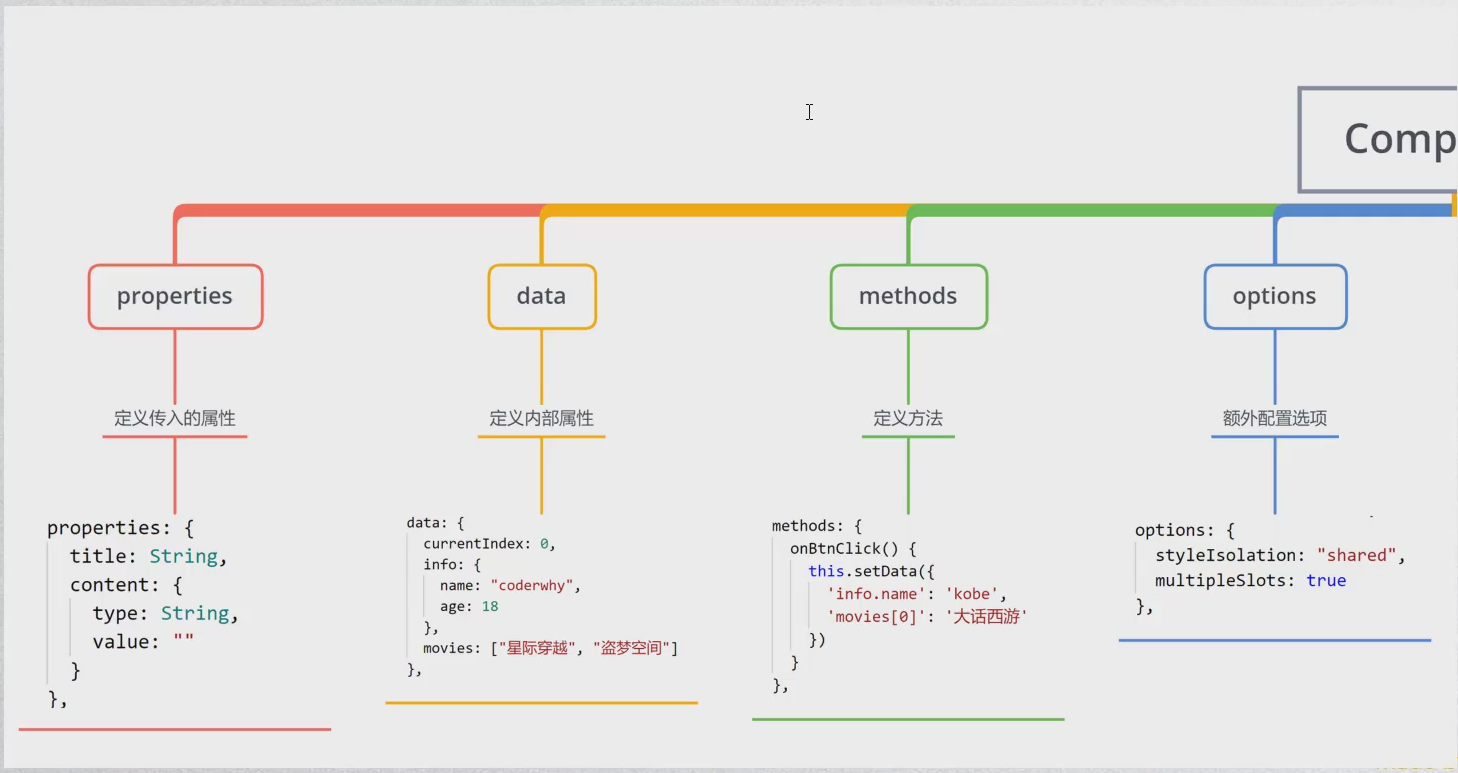 Comp
properties
data
methods
options
定义传入的属性
定义内部属性
定义方法
额外配置选项
properties: {
title: String,
content: {
type: String,
value: ""
}
},
data: {
currentIndex: 0,
info: {
name: "coderwhy",
age: 18
},
movies: ["星际穿越", "盗梦空间"]
},
methods: {
onBtnClick() {
this.setData({
'info.name': 'kobe',
'movies[0]': '大话西游'
})
}
},
options: {
styleIsolation: "shared",
multipleSlots: true
},